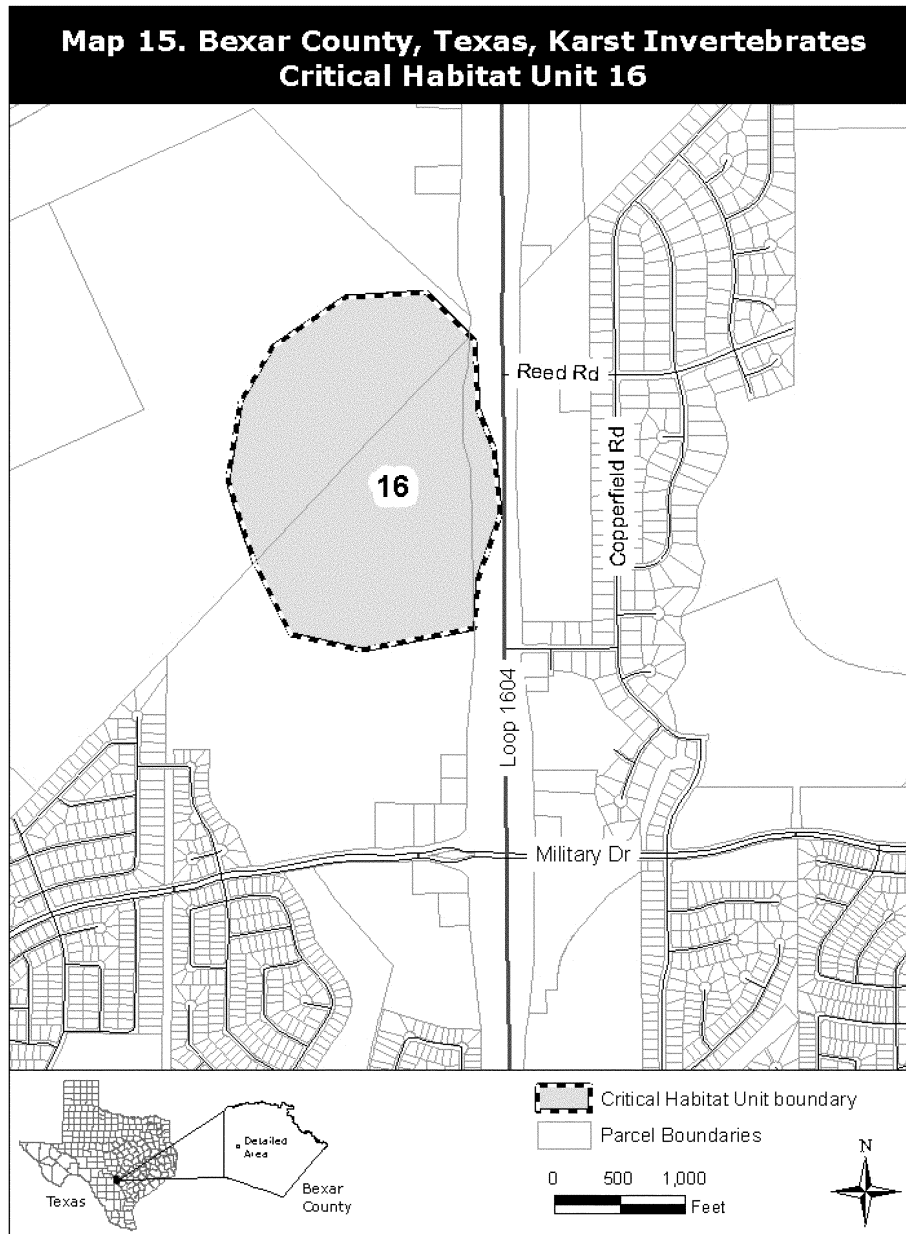 Map 15. Bexar County, Texas, Karst Invertebrates
Critical Habitat Unit 16
Reed Rd
16
Copperfield Rd
Loop 1604
Military Dr
Texas
Detailed
Area
Bexar
County
Critical Habitat Unit boundary
Parcel Boundaries
0 500 1,000
Feet
N